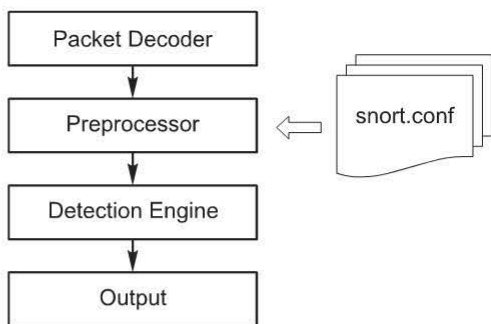 Packet Decoder
Preprocessor
snort.conf
Detection Engine
Output